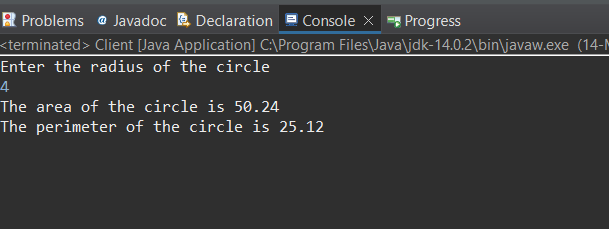 Problems Javadoc Declaration Console Progress
<terminated> Client [Java Application] C:\Program Files\Java\jdk-14.0.2\bin\javaw.exe (14-M
Enter the radius of the circle
4
The area of the circle is 50.24
The perimeter of the circle is 25.12